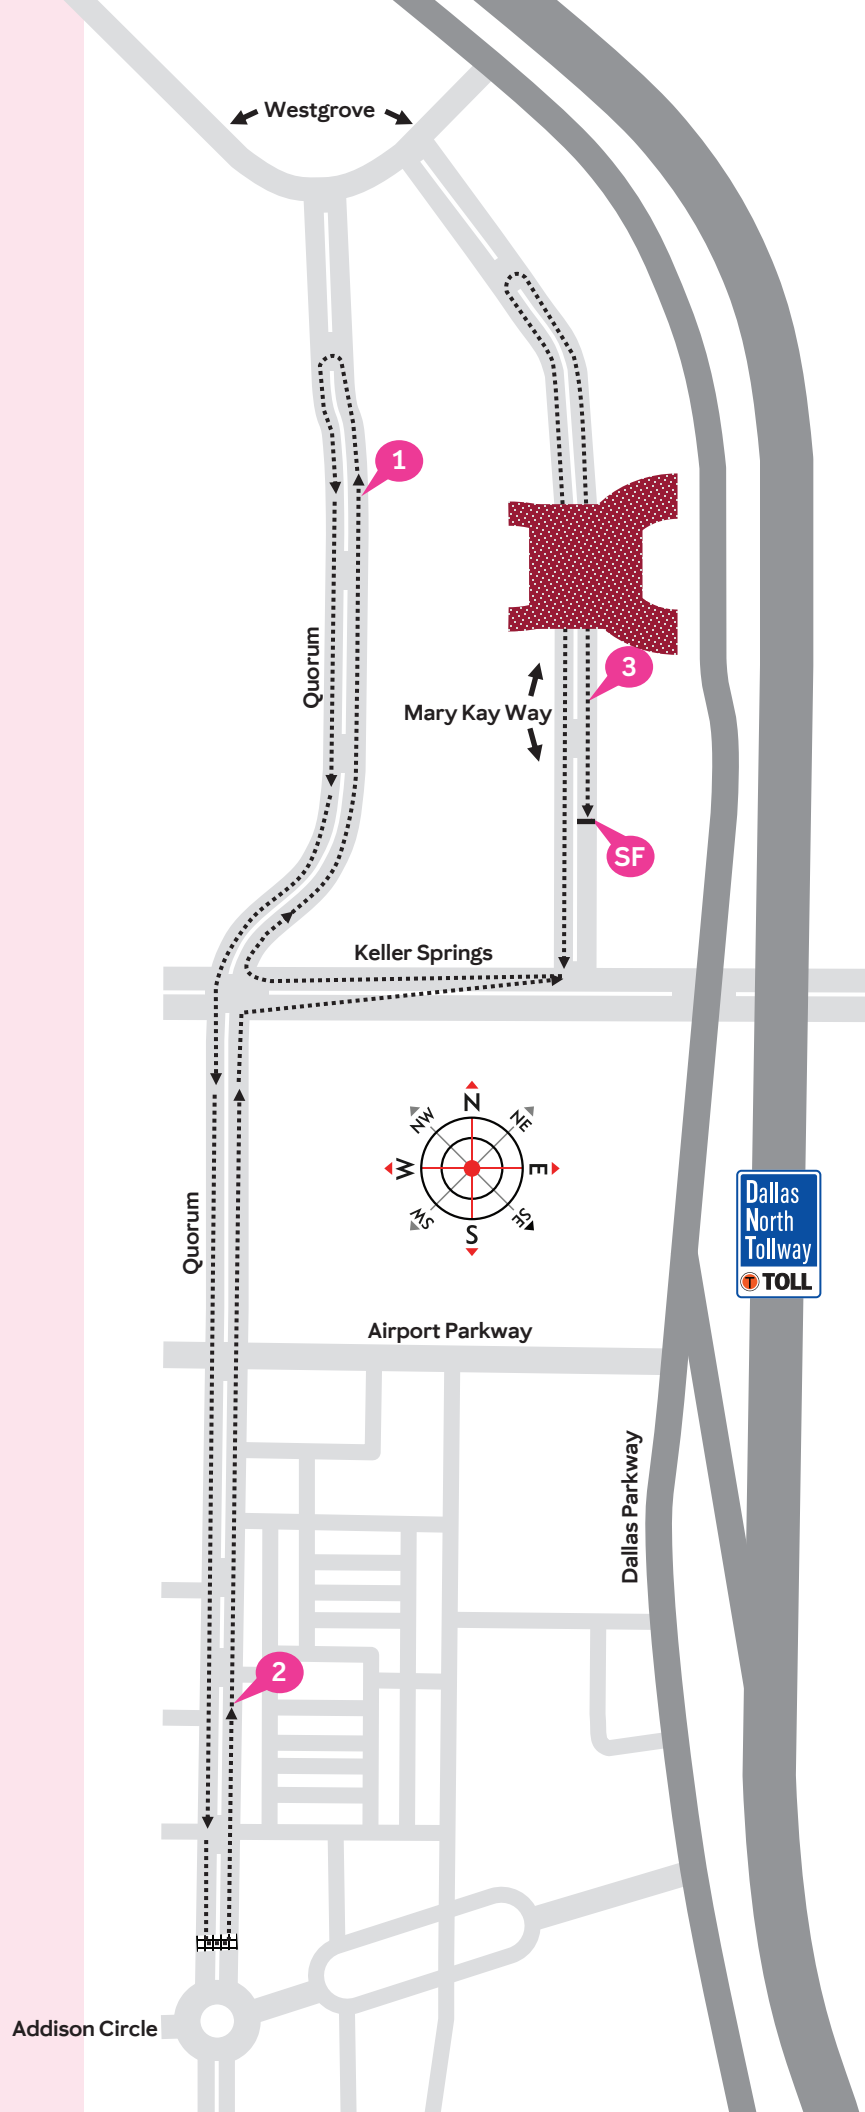 Westgrove
1
Quorum
3
Mary Kay Way
SF
Keller Springs
N
NW
NE
W
E
SW
SE
S
Quorum
Dallas
North
Tollway
T TOLL
Airport Parkway
Dallas Parkway
2
Addison Circle